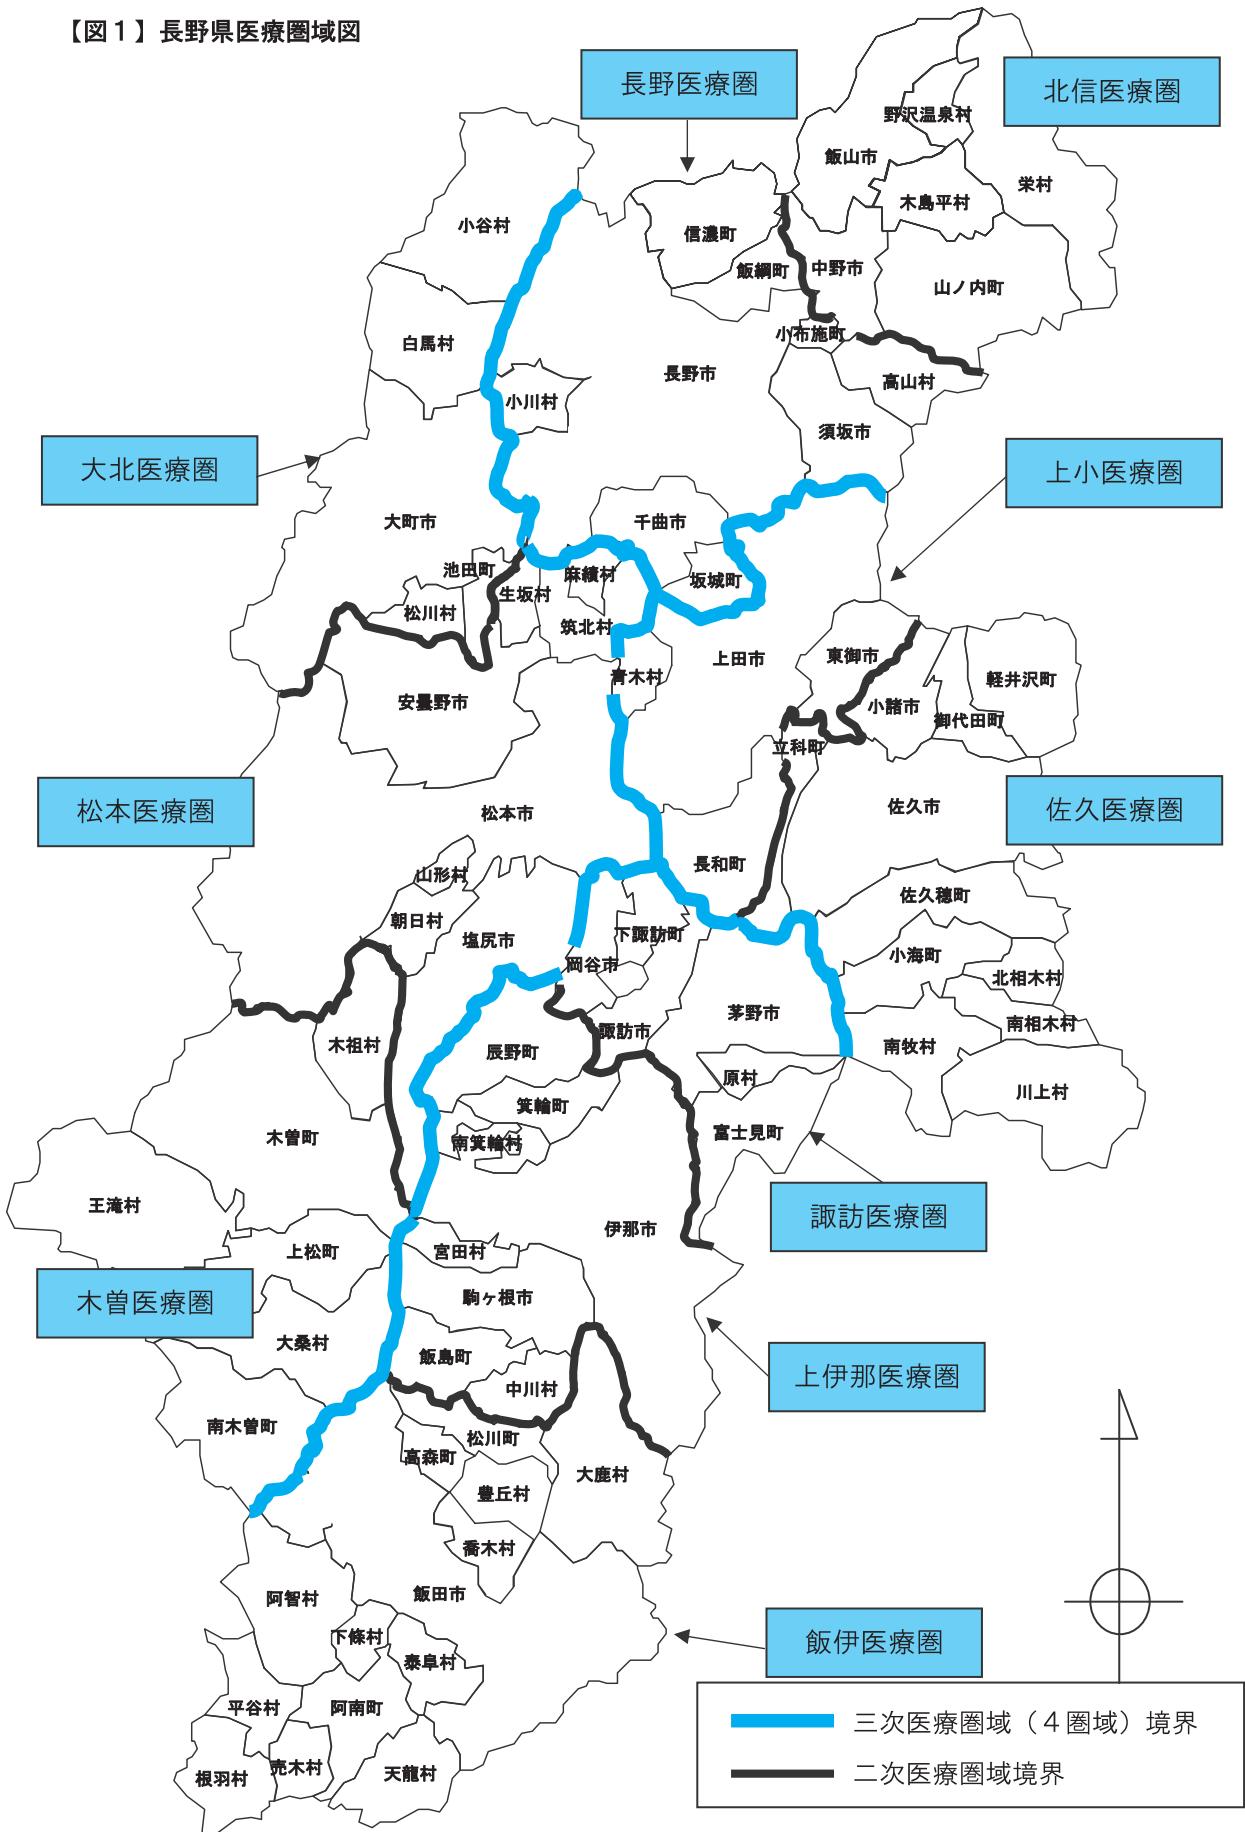 【図１】長野県医療圏域図
長野医療圏
北信医療圏
野沢温泉村
飯山市
栄村
木島平村
小谷村
信濃町
飯綱町
中野市
山ノ内町
小布施町
白馬村
長野市
高山村
小川村
須坂市
大北医療圏
上小医療圏
大町市
千曲市
池田町
麻績村
坂城町
生坂村
松川村
筑北村
東御市
上田市
青木村
軽井沢町
安曇野市
小諸市
御代田町
立科町
松本医療圏
佐久医療圏
松本市
佐久市
長和町
山形村
佐久穂町
朝日村
塩尻市
下諏訪町
小海町
岡谷市
北相木村
茅野市
諏訪市
南相木村
木祖村
辰野町
南牧村
原村
川上村
箕輪町
木曽町
南箕輪村
富士見町
王滝村
諏訪医療圏
伊那市
上松町
宮田村
木曽医療圏
駒ヶ根市
大桑村
飯島町
上伊那医療圏
中川村
南木曽町
松川町
高森町
大鹿村
豊丘村
喬木村
阿智村
飯田市
下條村
飯伊医療圏
泰阜村
平谷村
阿南町
三次医療圏域（４圏域）境界
売木村
根羽村
天龍村
二次医療圏域境界